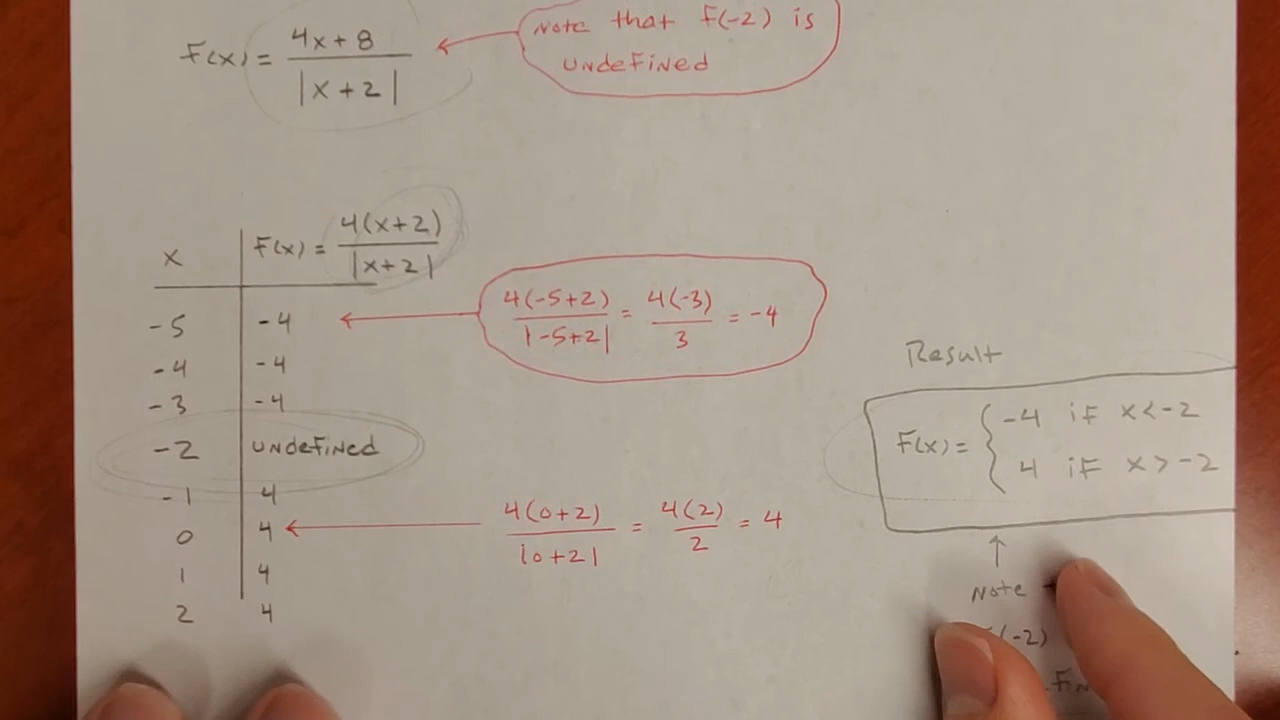 F(x) = (4x+8)/|x+2|
Note that F(-2) is
UNDEFINED
x | F(x) = 4(x+2)/|x+2|
-5 | -4
4(-5+2)/|-5+2| = 4(-3)/3 = -4
-4 | -4
-3 | -4
-2 | UNDEFINED
-1 | 4
0 | 4
4(0+2)/|0+2| = 4(2)/2 = 4
1 | 4
2 | 4
Result
F(x) = { -4 if x<-2
4 if x>-2
Note
(-2)